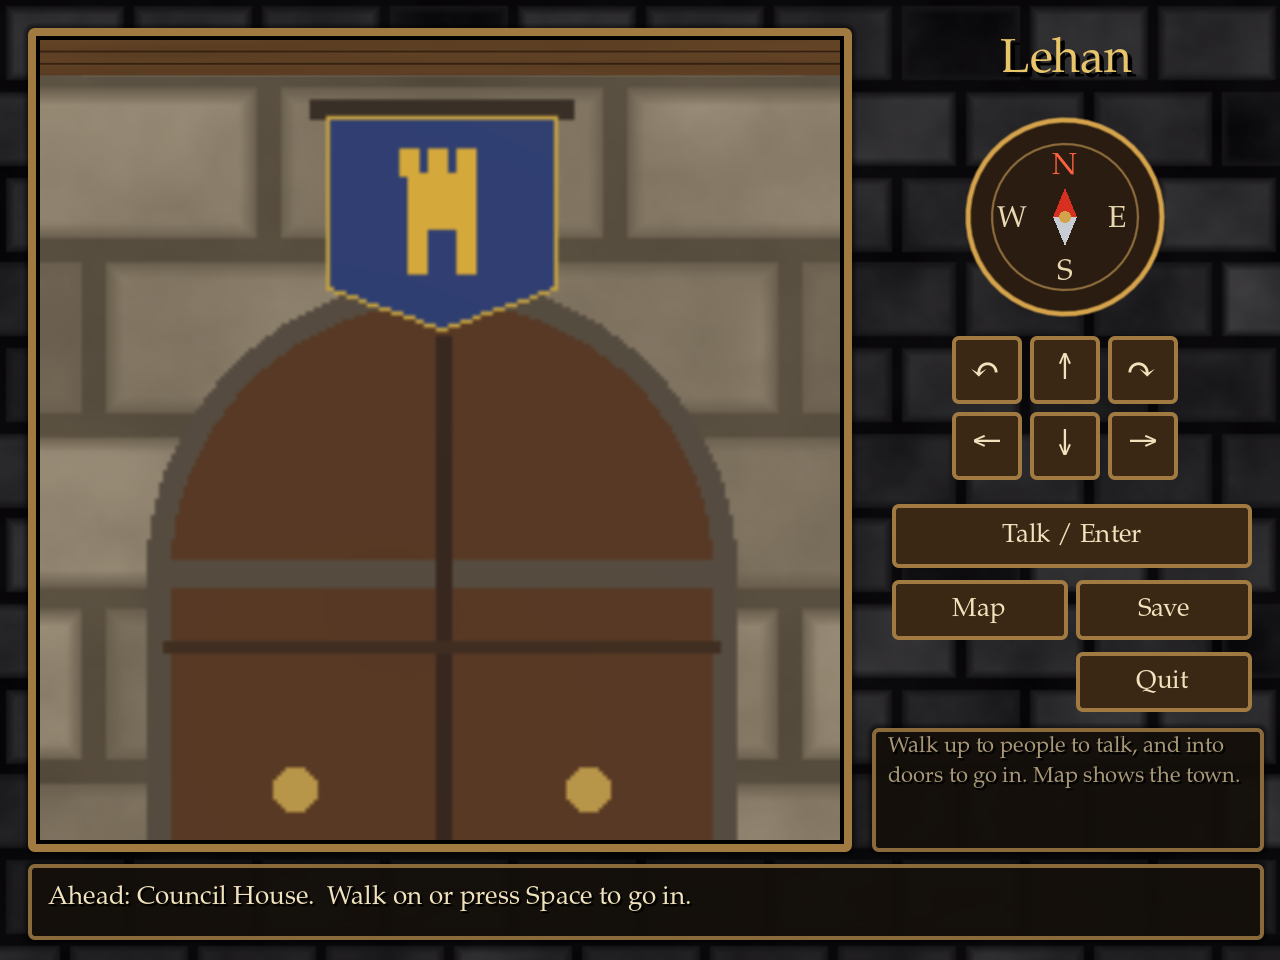 Lehan
N
W E
S
↶ ↑ ↷
← ↓ →
Talk / Enter
Map Save
Quit
Walk up to people to talk, and into
doors to go in. Map shows the town.
Ahead: Council House. Walk on or press Space to go in.